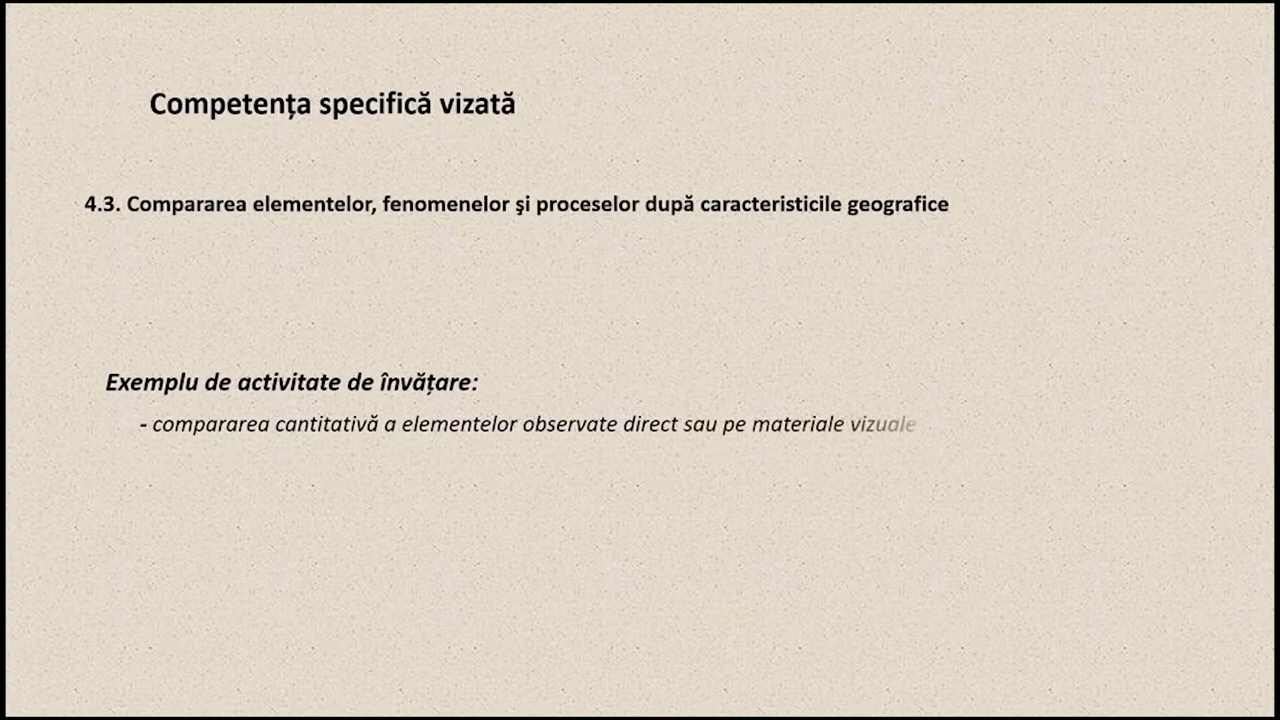 Competența specifică vizată
4.3. Compararea elementelor, fenomenelor şi proceselor după caracteristicile geografice
Exemplu de activitate de învățare:
- compararea cantitativă a elementelor observate direct sau pe materiale vizuale